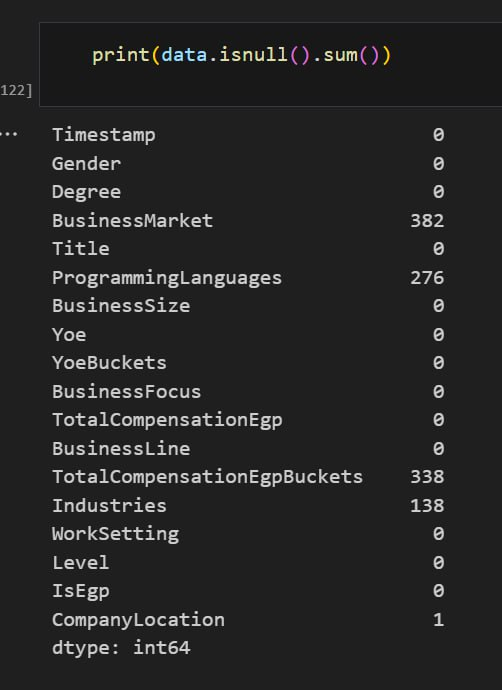 print(data.isnull().sum())
122]
...
Timestamp 0
Gender 0
Degree 0
BusinessMarket 382
Title 0
ProgrammingLanguages 276
BusinessSize 0
Yoe 0
YoeBuckets 0
BusinessFocus 0
TotalCompensationEgp 0
BusinessLine 0
TotalCompensationEgpBuckets 338
Industries 138
WorkSetting 0
Level 0
IsEgp 0
CompanyLocation 1
dtype: int64